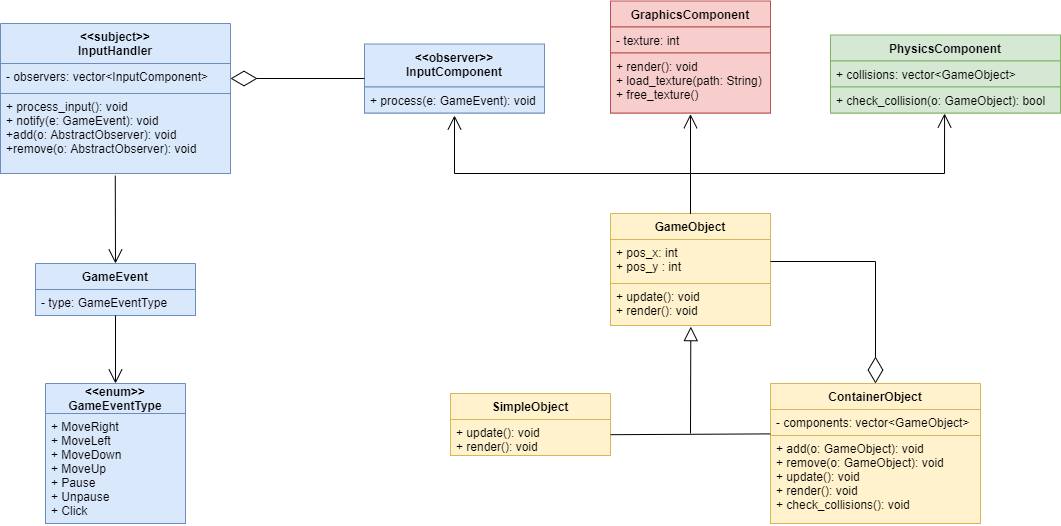 <<subject>>
InputHandler
- observers: vector<InputComponent>
+ process_input(): void
+ notify(e: GameEvent): void
+add(o: AbstractObserver): void
+remove(o: AbstractObserver): void
<<observer>>
InputComponent
+ process(e: GameEvent): void
GraphicsComponent
- texture: int
+ render(): void
+ load_texture(path: String)
+ free_texture()
PhysicsComponent
+ collisions: vector<GameObject>
+ check_collision(o: GameObject): bool
GameEvent
- type: GameEventType
<<enum>>
GameEventType
+ MoveRight
+ MoveLeft
+ MoveDown
+ MoveUp
+ Pause
+ Unpause
+ Click
GameObject
+ pos_x: int
+ pos_y : int
+ update(): void
+ render(): void
SimpleObject
+ update(): void
+ render(): void
ContainerObject
- components: vector<GameObject>
+ add(o: GameObject): void
+ remove(o: GameObject): void
+ update(): void
+ render(): void
+ check_collisions(): void